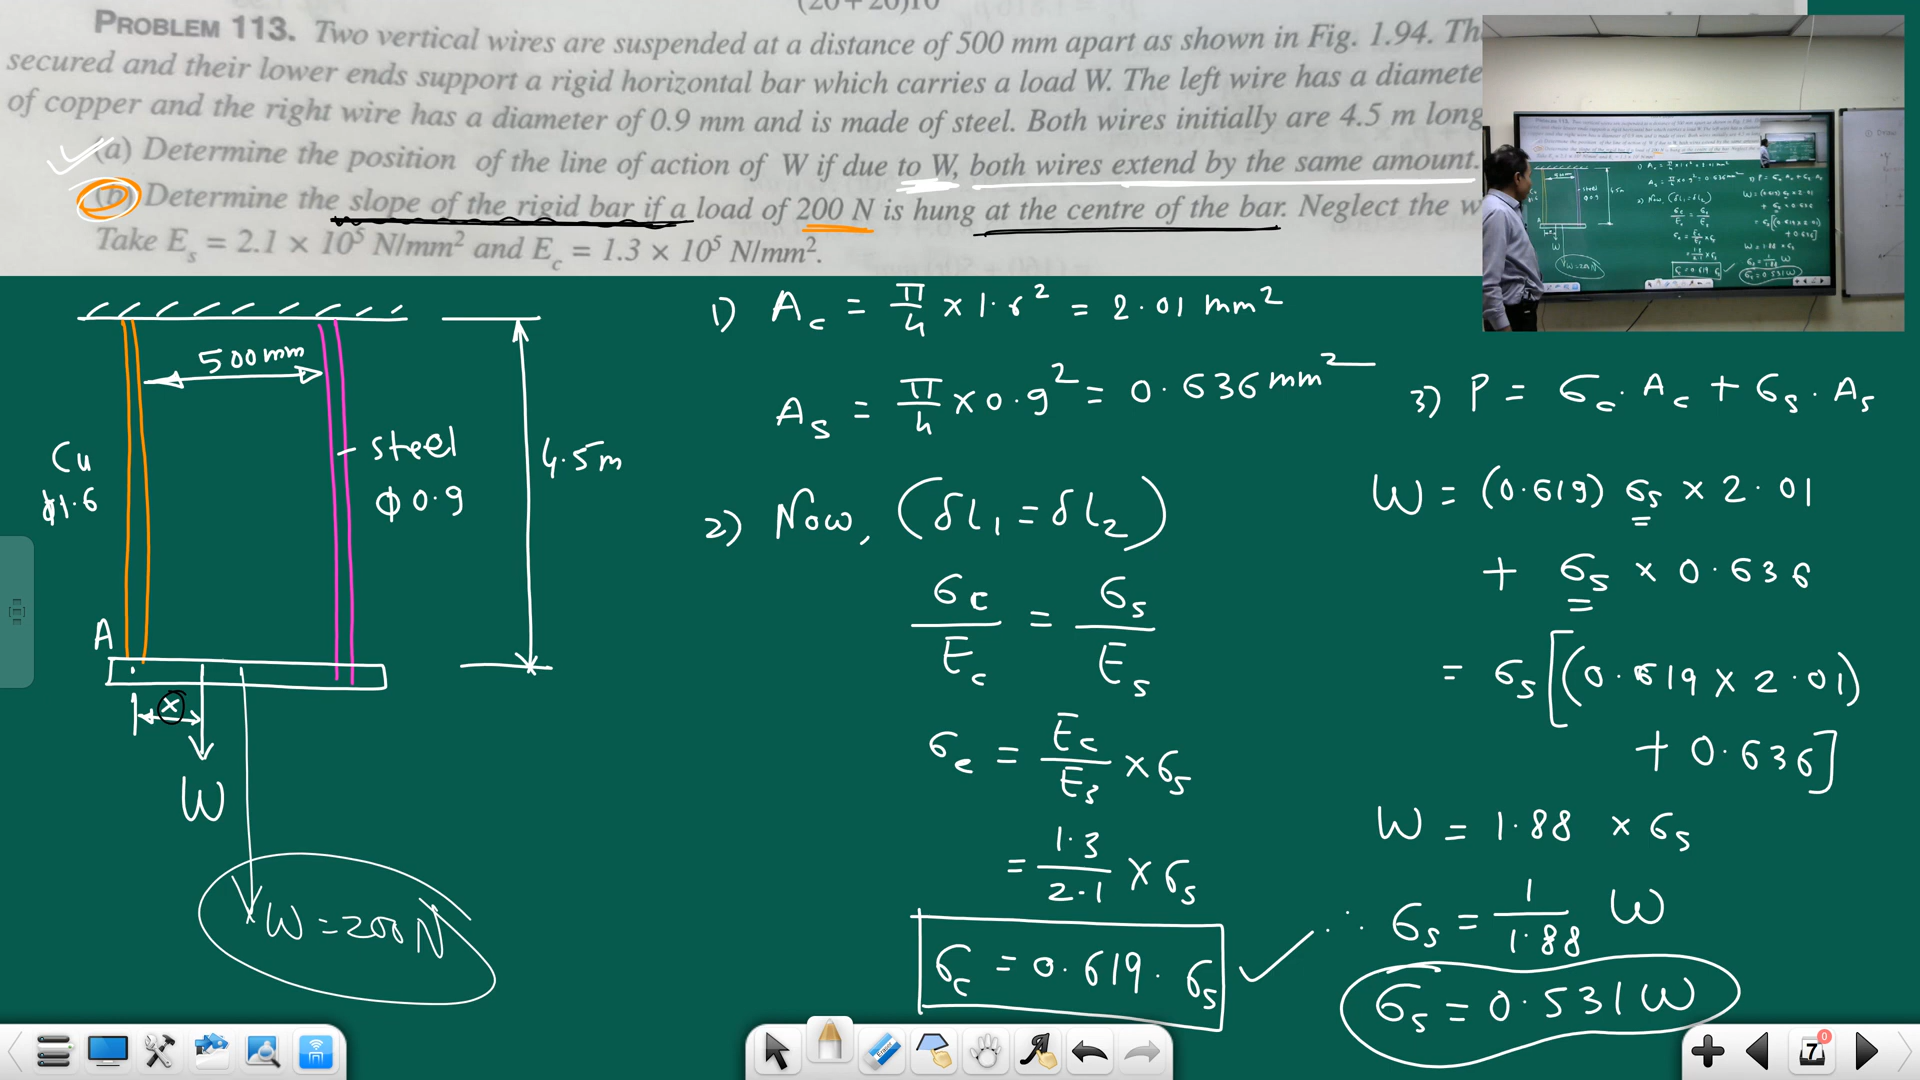 (20+20)10
PROBLEM 113. Two vertical wires are suspended at a distance of 500 mm apart as shown in Fig. 1.94. Th
secured and their lower ends support a rigid horizontal bar which carries a load W. The left wire has a diamete
of copper and the right wire has a diameter of 0.9 mm and is made of steel. Both wires initially are 4.5 m long
(a) Determine the position of the line of action of W if due to W, both wires extend by the same amount.
(b) Determine the slope of the rigid bar if a load of 200 N is hung at the centre of the bar. Neglect the w
Take Es = 2.1 × 10⁵ N/mm² and Ec = 1.3 × 10⁵ N/mm².
500mm
Cu
ϕ1.6
steel
ϕ 0.9
4.5m
A
x
W
W = 200 N
1) Ac = π/4 × 1.6² = 2.01 mm²
As = π/4 × 0.9² = 0.636 mm²
2) Now, (δL₁ = δL₂)
σc/Ec = σs/Es
σc = Ec/Es × σs
= 1.3/2.1 × σs
σc = 0.619 . σs
3) P = σc . Ac + σs . As
W = (0.619) σs × 2.01
+ σs × 0.636
= σs [(0.619 × 2.01)
+ 0.636]
W = 1.88 × σs
∴ σs = 1/1.88 W
σs = 0.531 W
Eraser
7
0